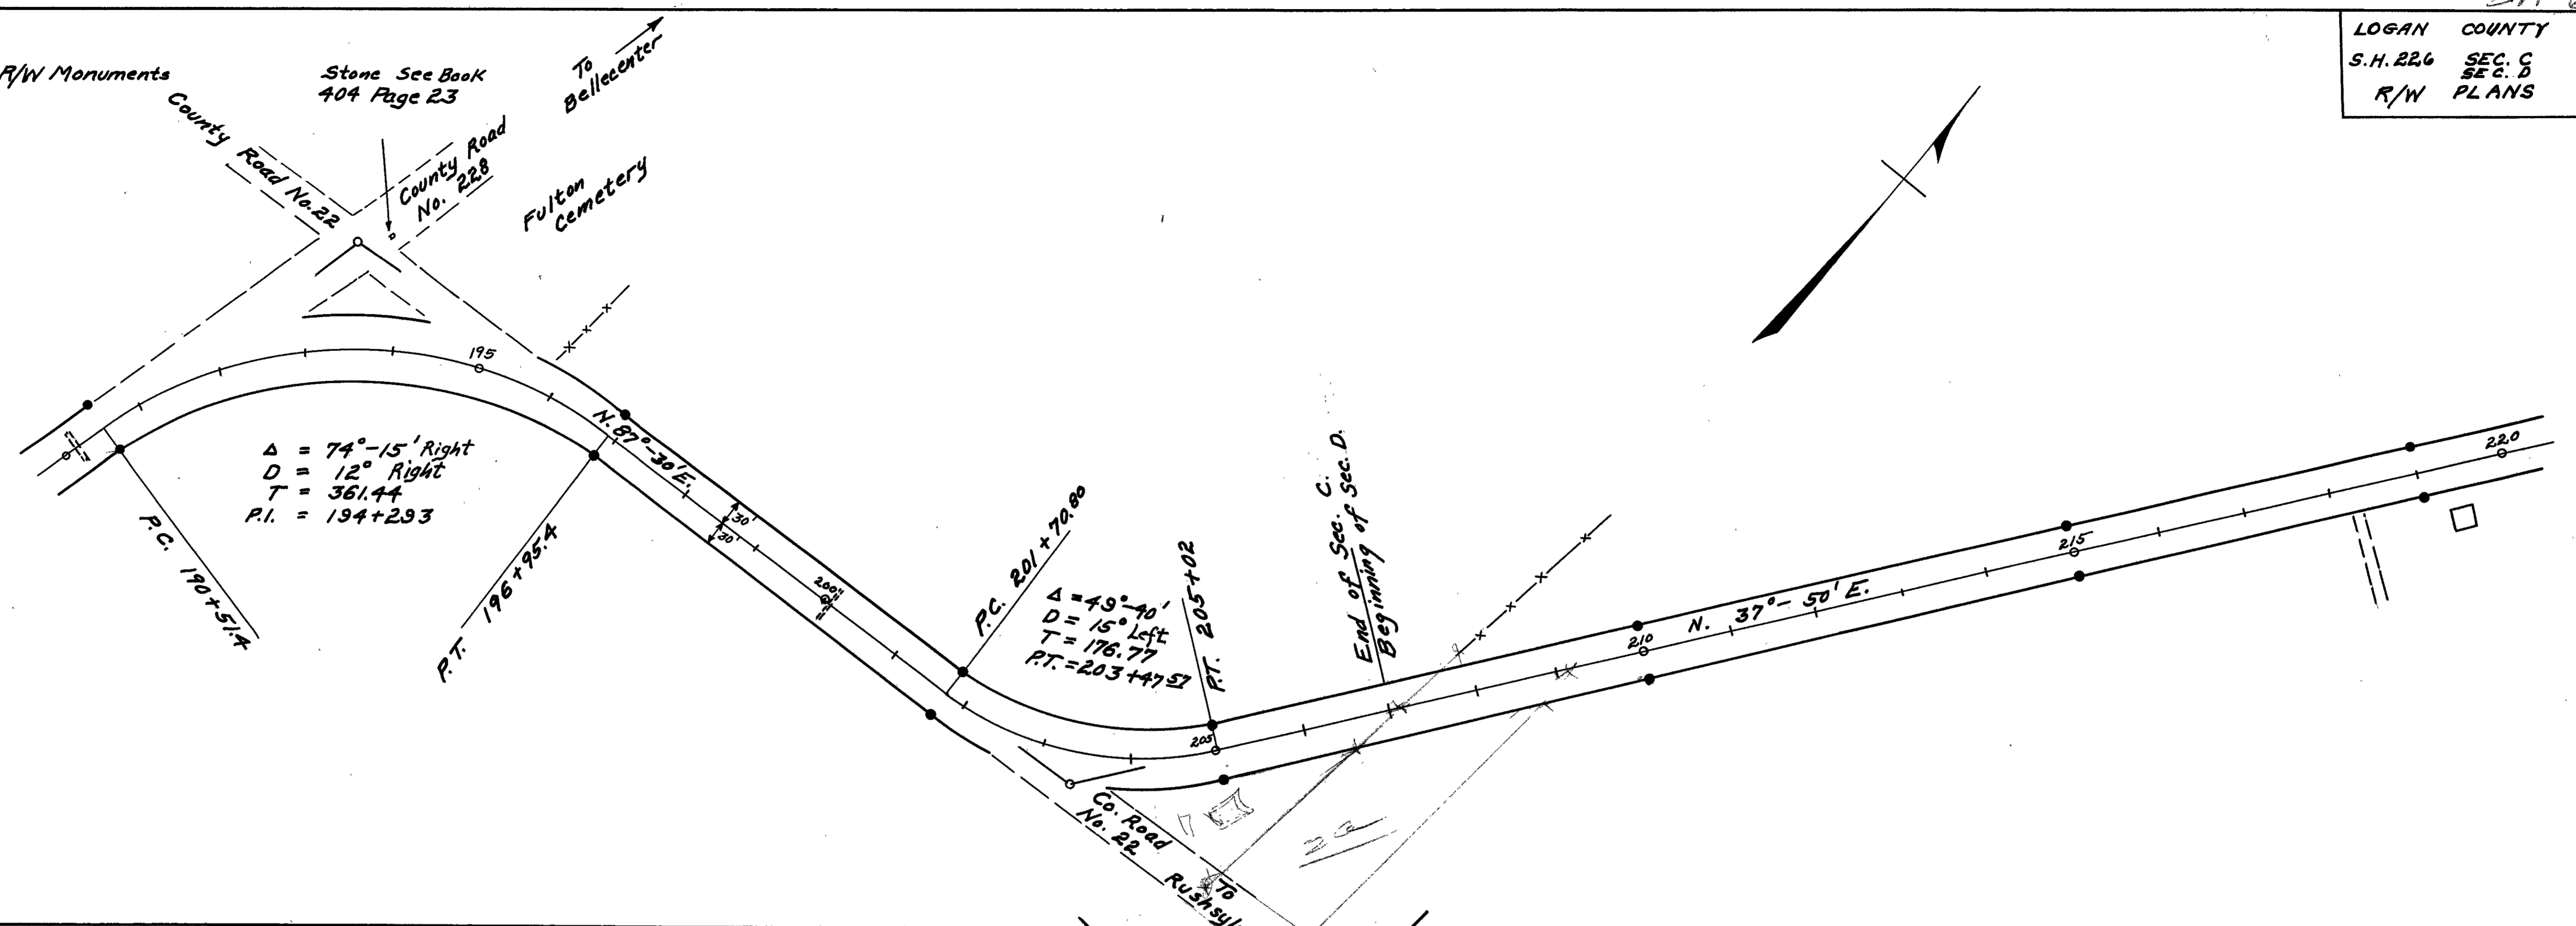 LOGAN COUNTY
S.H. 226 SEC. C
SEC. D
R/W PLANS
R/W Monuments
Stone See Book
404 Page 23
To
Bellecenter
County Road No. 22
County Road
No. 228
Fulton
Cemetery
195
Δ = 74°-15' Right
D = 12° Right
T = 361.44
P.I. = 194+293
P.C. 190+51.4
P.T. 196+95.4
N. 87°-30' E.
30'
30'
200
P.C. 201+70.80
Δ = 49°-40'
D = 15° Left
T = 176.77
P.T. = 203+47 57
P.T. 205+02
205
End of Sec. C.
Beginning of Sec. D.
210
N. 37°-50' E.
215
220
Co. Road
No. 22
To
Rushsyl